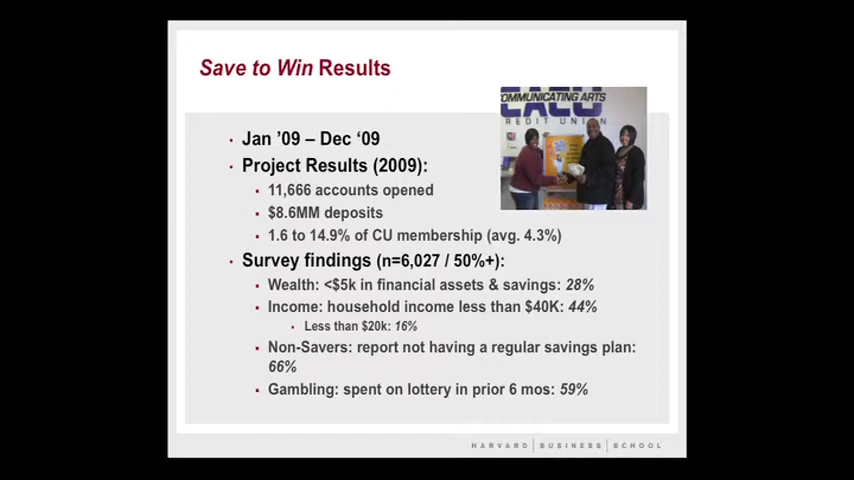 Save to Win Results
COMMUNICATING ARTS
CACU
CREDIT UNION
· Jan ’09 – Dec ‘09
· Project Results (2009):
▪ 11,666 accounts opened
▪ $8.6MM deposits
▪ 1.6 to 14.9% of CU membership (avg. 4.3%)
· Survey findings (n=6,027 / 50%+):
▪ Wealth: <$5k in financial assets & savings: 28%
▪ Income: household income less than $40K: 44%
▪ Less than $20k: 16%
▪ Non-Savers: report not having a regular savings plan:
66%
▪ Gambling: spent on lottery in prior 6 mos: 59%
HARVARD | BUSINESS | SCHOOL